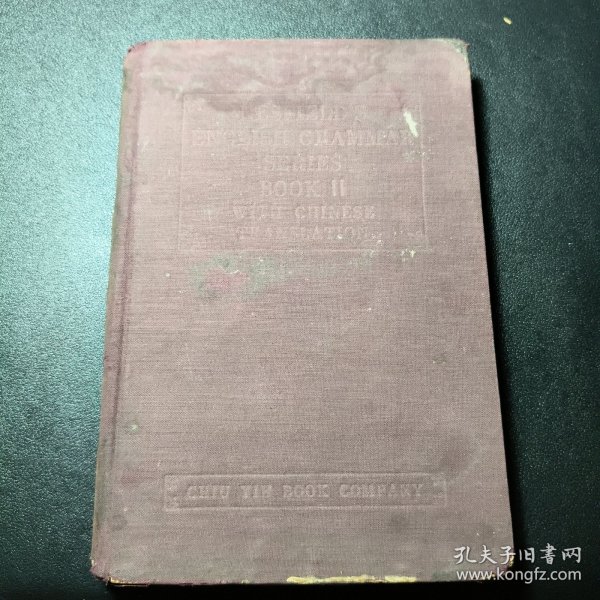 ENGLISH GRAMMAR
SERIES
BOOK II
WITH CHINESE
TRANSLATION
CHIU YIN BOOK COMPANY
孔夫子旧书网
www.kongfz.com